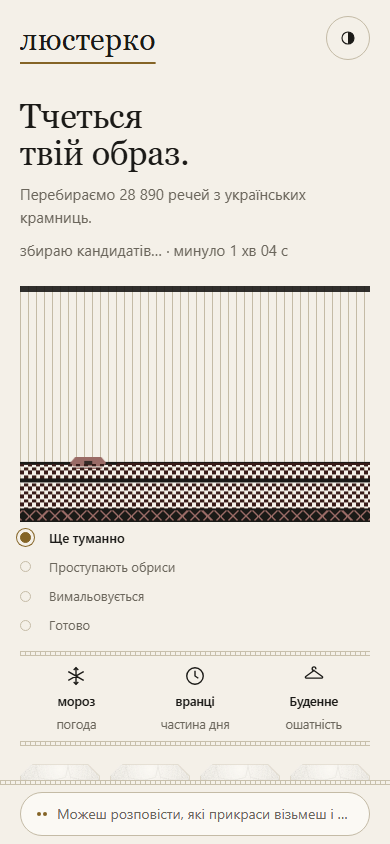 люстерко
Тчеться
твій образ.
Перебираємо 28 890 речей з українських
крамниць.
збираю кандидатів... · минуло 1 хв 04 с
Ще туманно
Проступають обриси
Вимальовується
Готово
мороз вранці Буденне
погода частина дня ошатність
Можеш розповісти, які прикраси візьмеш і ...